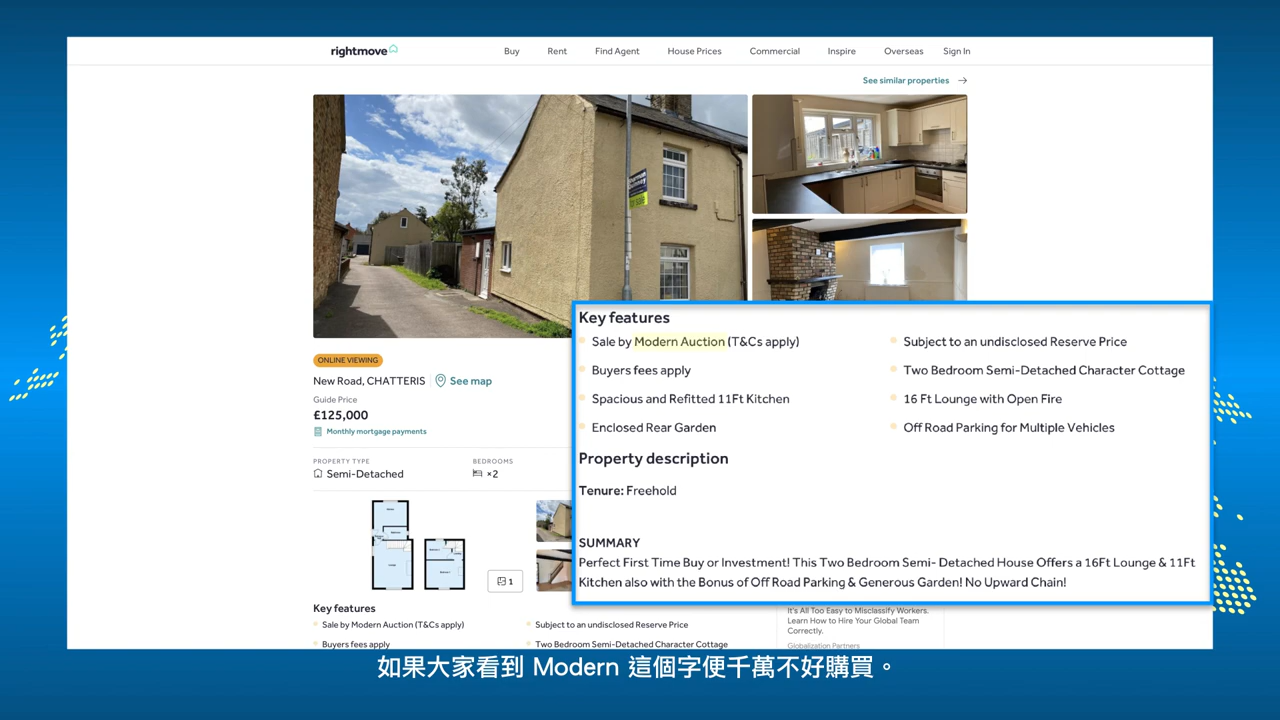 rightmove
Buy Rent Find Agent House Prices Commercial Inspire Overseas Sign In
See similar properties
FOR SALE
ONLINE VIEWING
New Road, CHATTERIS See map
Guide Price
£125,000
Monthly mortgage payments
PROPERTY TYPE BEDROOMS
Semi-Detached ×2
1
Key features
Sale by Modern Auction (T&Cs apply) Subject to an undisclosed Reserve Price
Buyers fees apply Two Bedroom Semi-Detached Character Cottage
Key features
Sale by Modern Auction (T&Cs apply) Subject to an undisclosed Reserve Price
Buyers fees apply Two Bedroom Semi-Detached Character Cottage
Spacious and Refitted 11Ft Kitchen 16 Ft Lounge with Open Fire
Enclosed Rear Garden Off Road Parking for Multiple Vehicles
Property description
Tenure: Freehold
SUMMARY
Perfect First Time Buy or Investment! This Two Bedroom Semi- Detached House Offers a 16Ft Lounge & 11Ft
Kitchen also with the Bonus of Off Road Parking & Generous Garden! No Upward Chain!
It's All Too Easy to Misclassify Workers.
Learn How to Hire Your Global Team
Correctly.
Globalization Partners
如果大家看到 Modern 這個字便千萬不好購買。